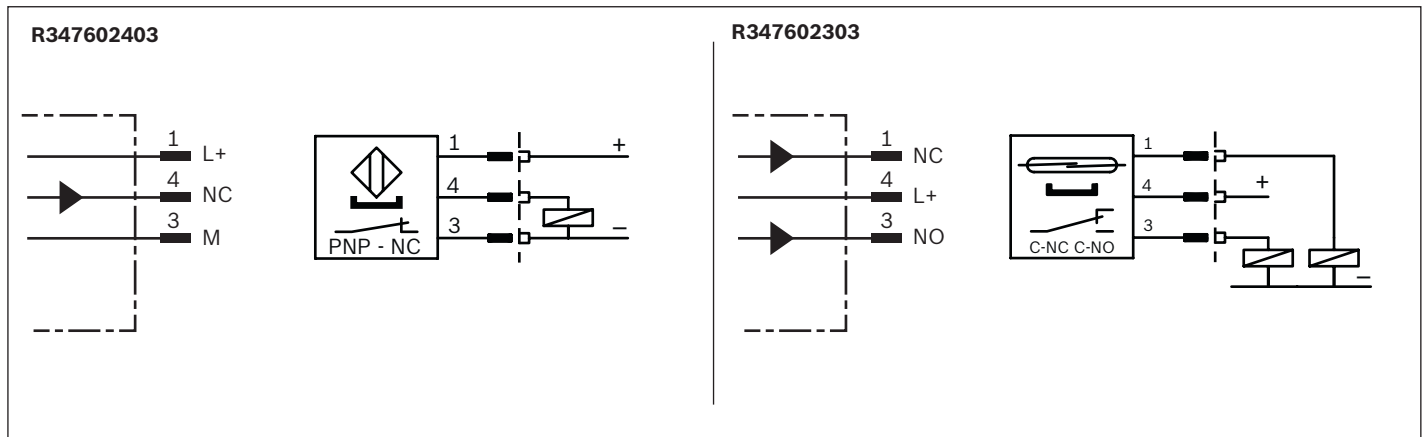 R347602403
1 L+
4 NC
3 M
1 +
4
3 –
PNP - NC
R347602303
1 NC
4 L+
3 NO
1
4 +
3
C-NC C-NO
–